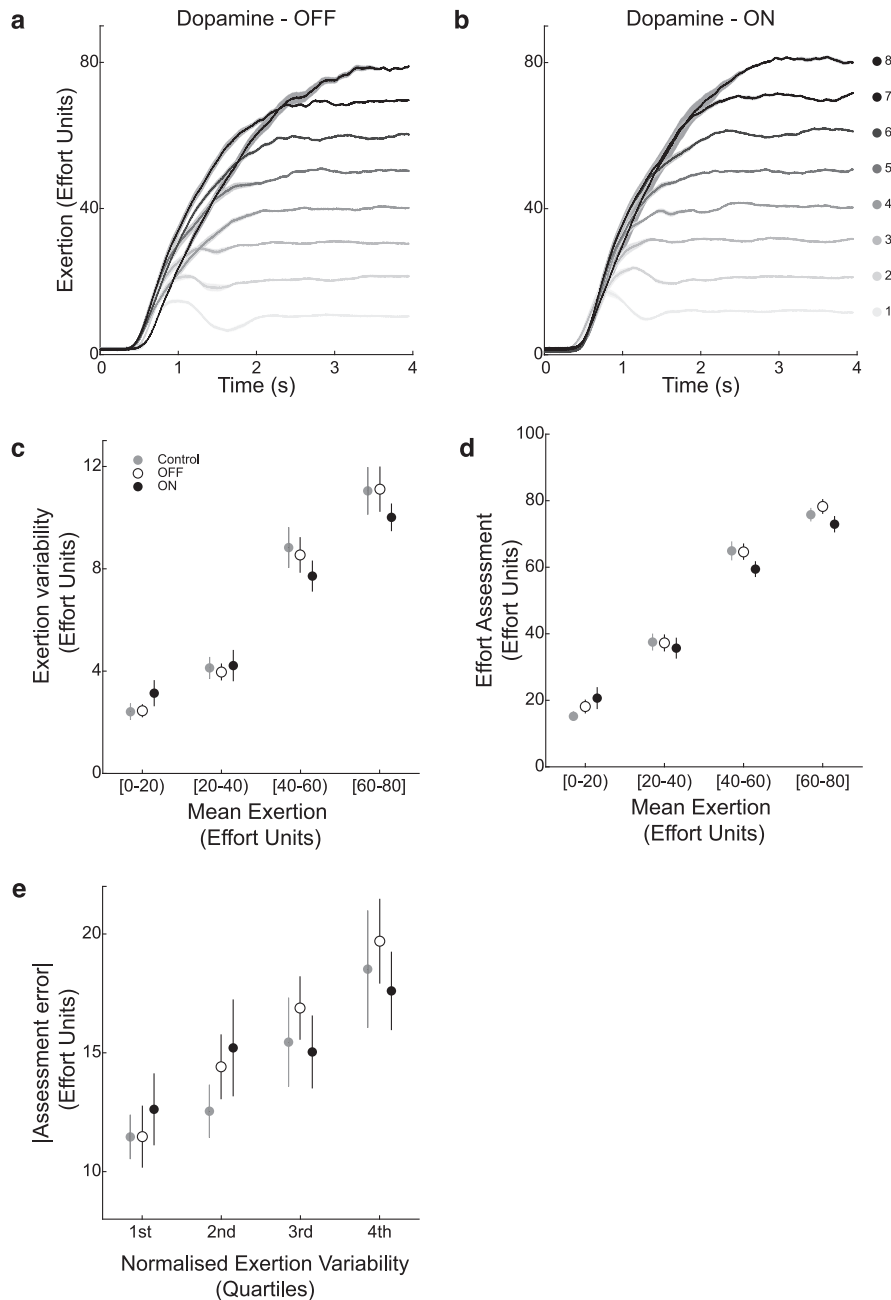 a
Dopamine - OFF
80
40
0
Exertion (Effort Units)
0 1 2 3 4
Time (s)
b
Dopamine - ON
80
40
0
0 1 2 3 4
Time (s)
8
7
6
5
4
3
2
1
c
Control
OFF
ON
12
8
4
0
Exertion variability
(Effort Units)
[0-20) [20-40) [40-60) [60-80]
Mean Exertion
(Effort Units)
d
100
80
60
40
20
0
Effort Assessment
(Effort Units)
[0-20) [20-40) [40-60) [60-80]
Mean Exertion
(Effort Units)
e
20
15
10
|Assessment error|
(Effort Units)
1st 2nd 3rd 4th
Normalised Exertion Variability
(Quartiles)